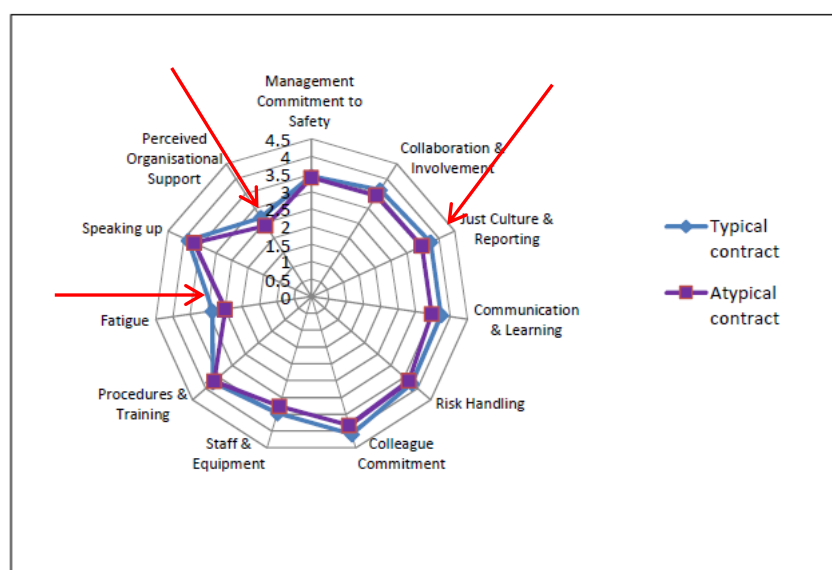 Management
Commitment to
Safety
Collaboration &
Involvement
Just Culture &
Reporting
Communication
& Learning
Risk Handling
Colleague
Commitment
Staff &
Equipment
Procedures &
Training
Fatigue
Speaking up
Perceived
Organisational
Support
4.5
4
3.5
3
2.5
2
1.5
1
0.5
0
Typical
contract
Atypical
contract